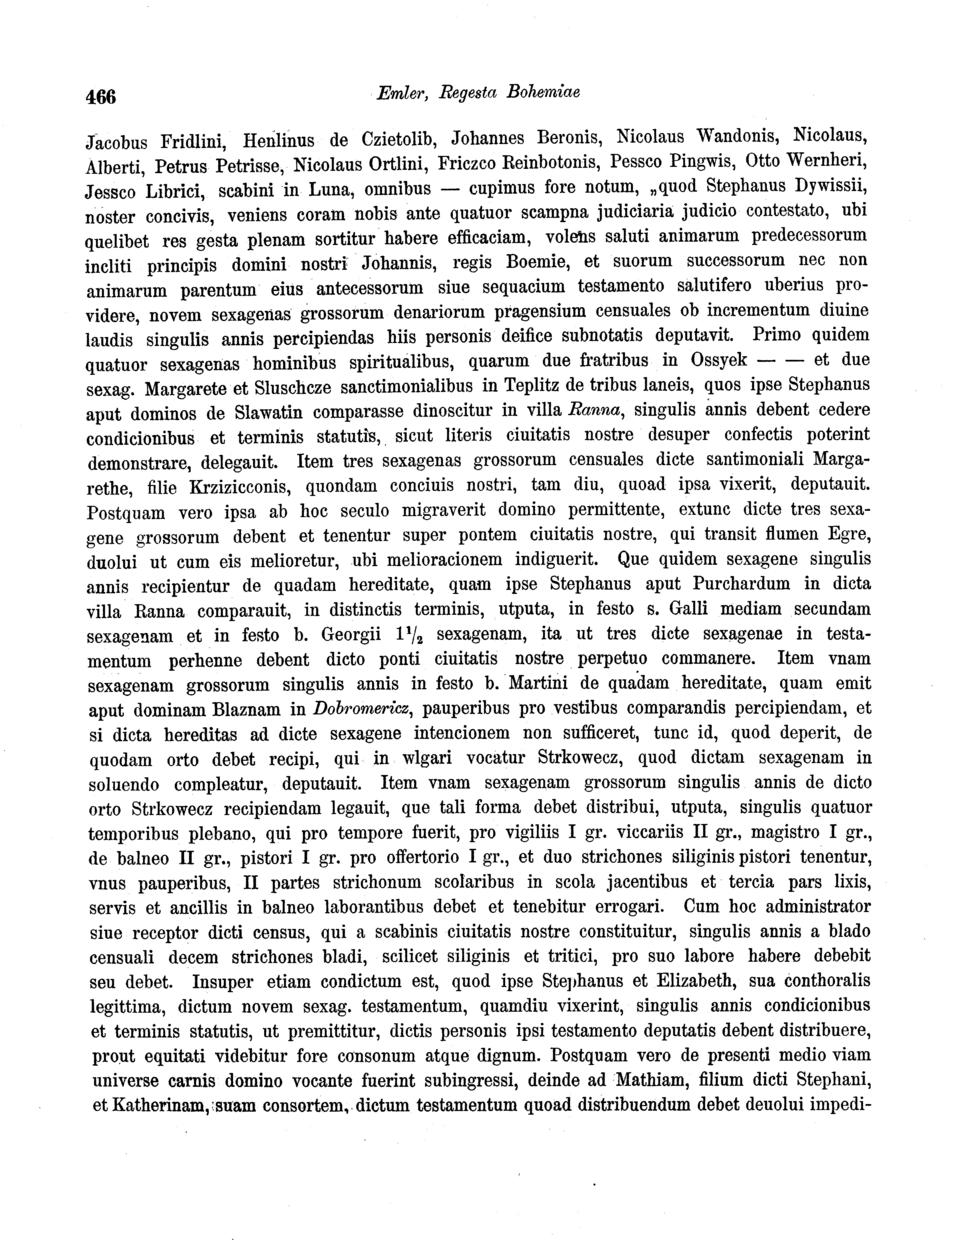 466 Emler, Regesta Bohemiae
Jacobus Fridlini, Henlinus de Czietolib, Johannes Beronis, Nicolaus Wandonis, Nicolaus,
Alberti, Petrus Petrisse, Nicolaus Ortlini, Friczco Reinbotonis, Pessco Pingwis, Otto Wernheri,
Jessco Librici, scabini in Luna, omnibus — cupimus fore notum, „quod Stephanus Dywissii,
noster concivis, veniens coram nobis ante quatuor scampna judiciaria judicio contestato, ubi
quelibet res gesta plenam sortitur habere efficaciam, volens saluti animarum predecessorum
incliti principis domini nostri Johannis, regis Boemie, et suorum successorum nec non
animarum parentum eius antecessorum siue sequacium testamento salutifero uberius pro-
videre, novem sexagenas grossorum denariorum pragensium censuales ob incrementum diuine
laudis singulis annis percipiendas hiis personis deifice subnotatis deputavit. Primo quidem
quatuor sexagenas hominibus spiritualibus, quarum due fratribus in Ossyek — — et due
sexag. Margarete et Sluschcze sanctimonialibus in Teplitz de tribus laneis, quos ipse Stephanus
aput dominos de Slawatin comparasse dinoscitur in villa Ranna, singulis annis debent cedere
condicionibus et terminis statutis, sicut literis ciuitatis nostre desuper confectis poterint
demonstrare, delegauit. Item tres sexagenas grossorum censuales dicte santimoniali Marga-
rethe, filie Krzizicconis, quondam conciuis nostri, tam diu, quoad ipsa vixerit, deputauit.
Postquam vero ipsa ab hoc seculo migraverit domino permittente, extunc dicte tres sexa-
gene grossorum debent et tenentur super pontem ciuitatis nostre, qui transit flumen Egre,
duolui ut cum eis melioretur, ubi melioracionem indiguerit. Que quidem sexagene singulis
annis recipientur de quadam hereditate, quam ipse Stephanus aput Purchardum in dicta
villa Ranna comparauit, in distinctis terminis, utputa, in festo s. Galli mediam secundam
sexagenam et in festo b. Georgii 1½ sexagenam, ita ut tres dicte sexagenae in testa-
mentum perhenne debent dicto ponti ciuitatis nostre perpetuo commanere. Item vnam
sexagenam grossorum singulis annis in festo b. Martini de quadam hereditate, quam emit
aput dominam Blaznam in Dobromericz, pauperibus pro vestibus comparandis percipiendam, et
si dicta hereditas ad dicte sexagene intencionem non sufficeret, tunc id, quod deperit, de
quodam orto debet recipi, qui in wlgari vocatur Strkowecz, quod dictam sexagenam in
soluendo compleatur, deputauit. Item vnam sexagenam grossorum singulis annis de dicto
orto Strkowecz recipiendam legauit, que tali forma debet distribui, utputa, singulis quatuor
temporibus plebano, qui pro tempore fuerit, pro vigiliis I gr. viccariis II gr., magistro I gr.,
de balneo II gr., pistori I gr. pro offertorio I gr., et duo strichones siliginis pistori tenentur,
vnus pauperibus, II partes strichonum scolaribus in scola jacentibus et tercia pars lixis,
servis et ancillis in balneo laborantibus debet et tenebitur errogari. Cum hoc administrator
siue receptor dicti census, qui a scabinis ciuitatis nostre constituitur, singulis annis a blado
censuali decem strichones bladi, scilicet siliginis et tritici, pro suo labore habere debebit
seu debet. Insuper etiam condictum est, quod ipse Stephanus et Elizabeth, sua conthoralis
legittima, dictum novem sexag. testamentum, quamdiu vixerint, singulis annis condicionibus
et terminis statutis, ut premittitur, dictis personis ipsi testamento deputatis debent distribuere,
prout equitati videbitur fore consonum atque dignum. Postquam vero de presenti medio viam
universe carnis domino vocante fuerint subingressi, deinde ad Mathiam, filium dicti Stephani,
et Katherinam, suam consortem, dictum testamentum quoad distribuendum debet deuolui impedi-